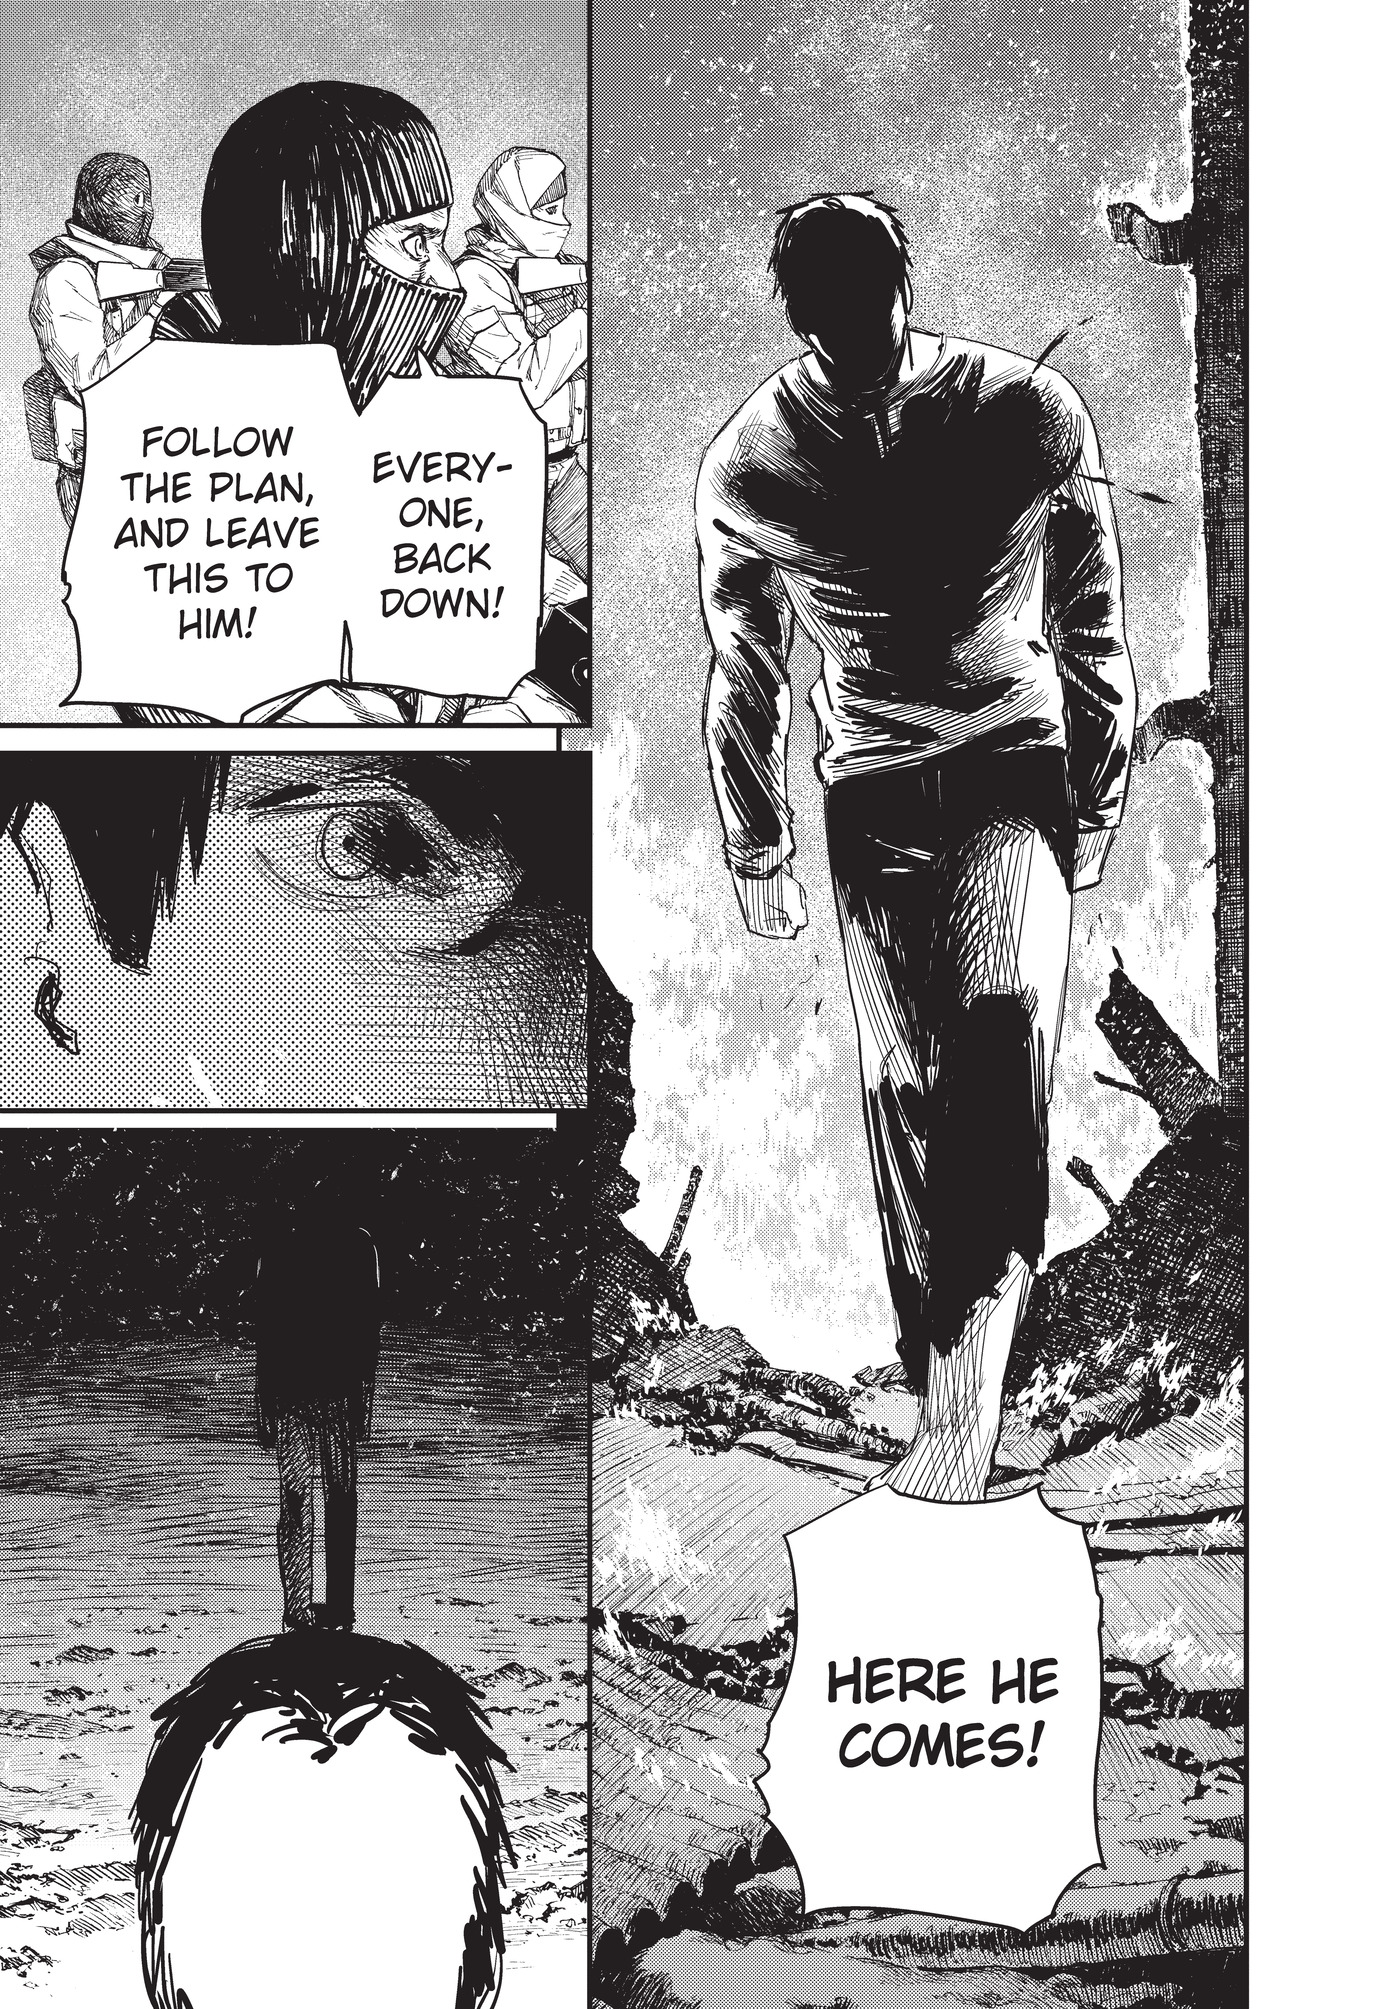 HERE HE
COMES!
EVERY-
ONE,
BACK
DOWN!
FOLLOW
THE PLAN,
AND LEAVE
THIS TO
HIM!